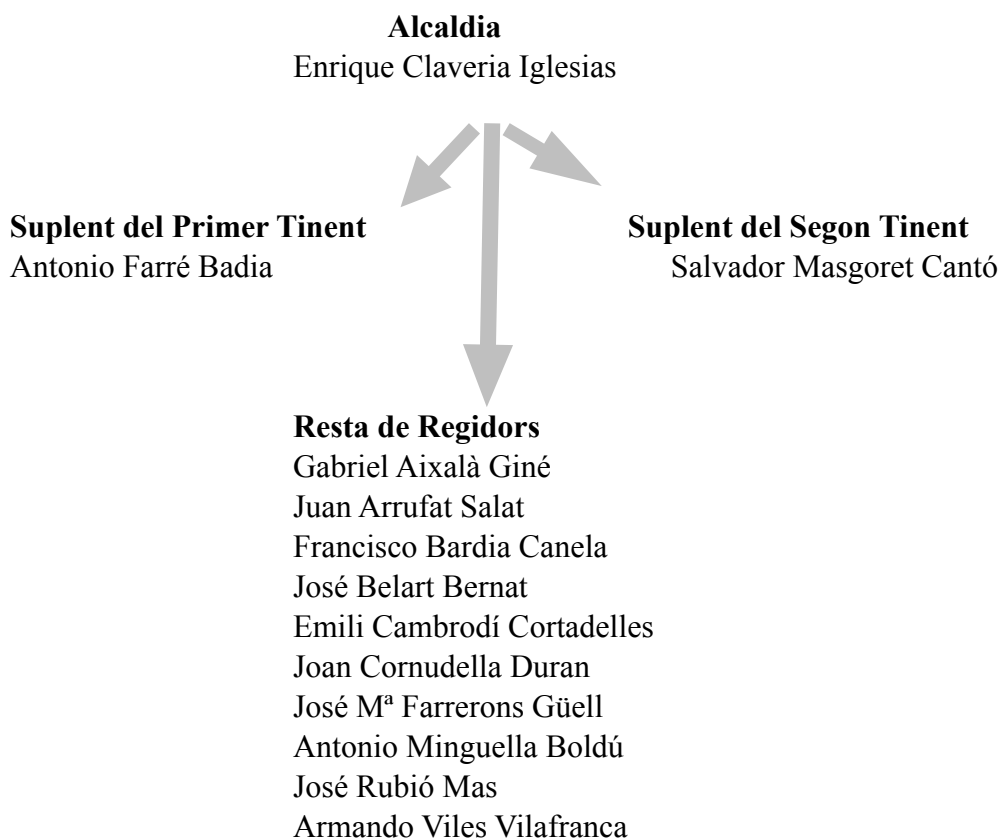 Alcaldia
Enrique Claveria Iglesias
Suplent del Primer Tinent
Antonio Farré Badia
Suplent del Segon Tinent
Salvador Masgoret Cantó
Resta de Regidors
Gabriel Aixalà Giné
Juan Arrufat Salat
Francisco Bardia Canela
José Belart Bernat
Emili Cambrodí Cortadelles
Joan Cornudella Duran
José Mª Farrerons Güell
Antonio Minguella Boldú
José Rubió Mas
Armando Viles Vilafranca